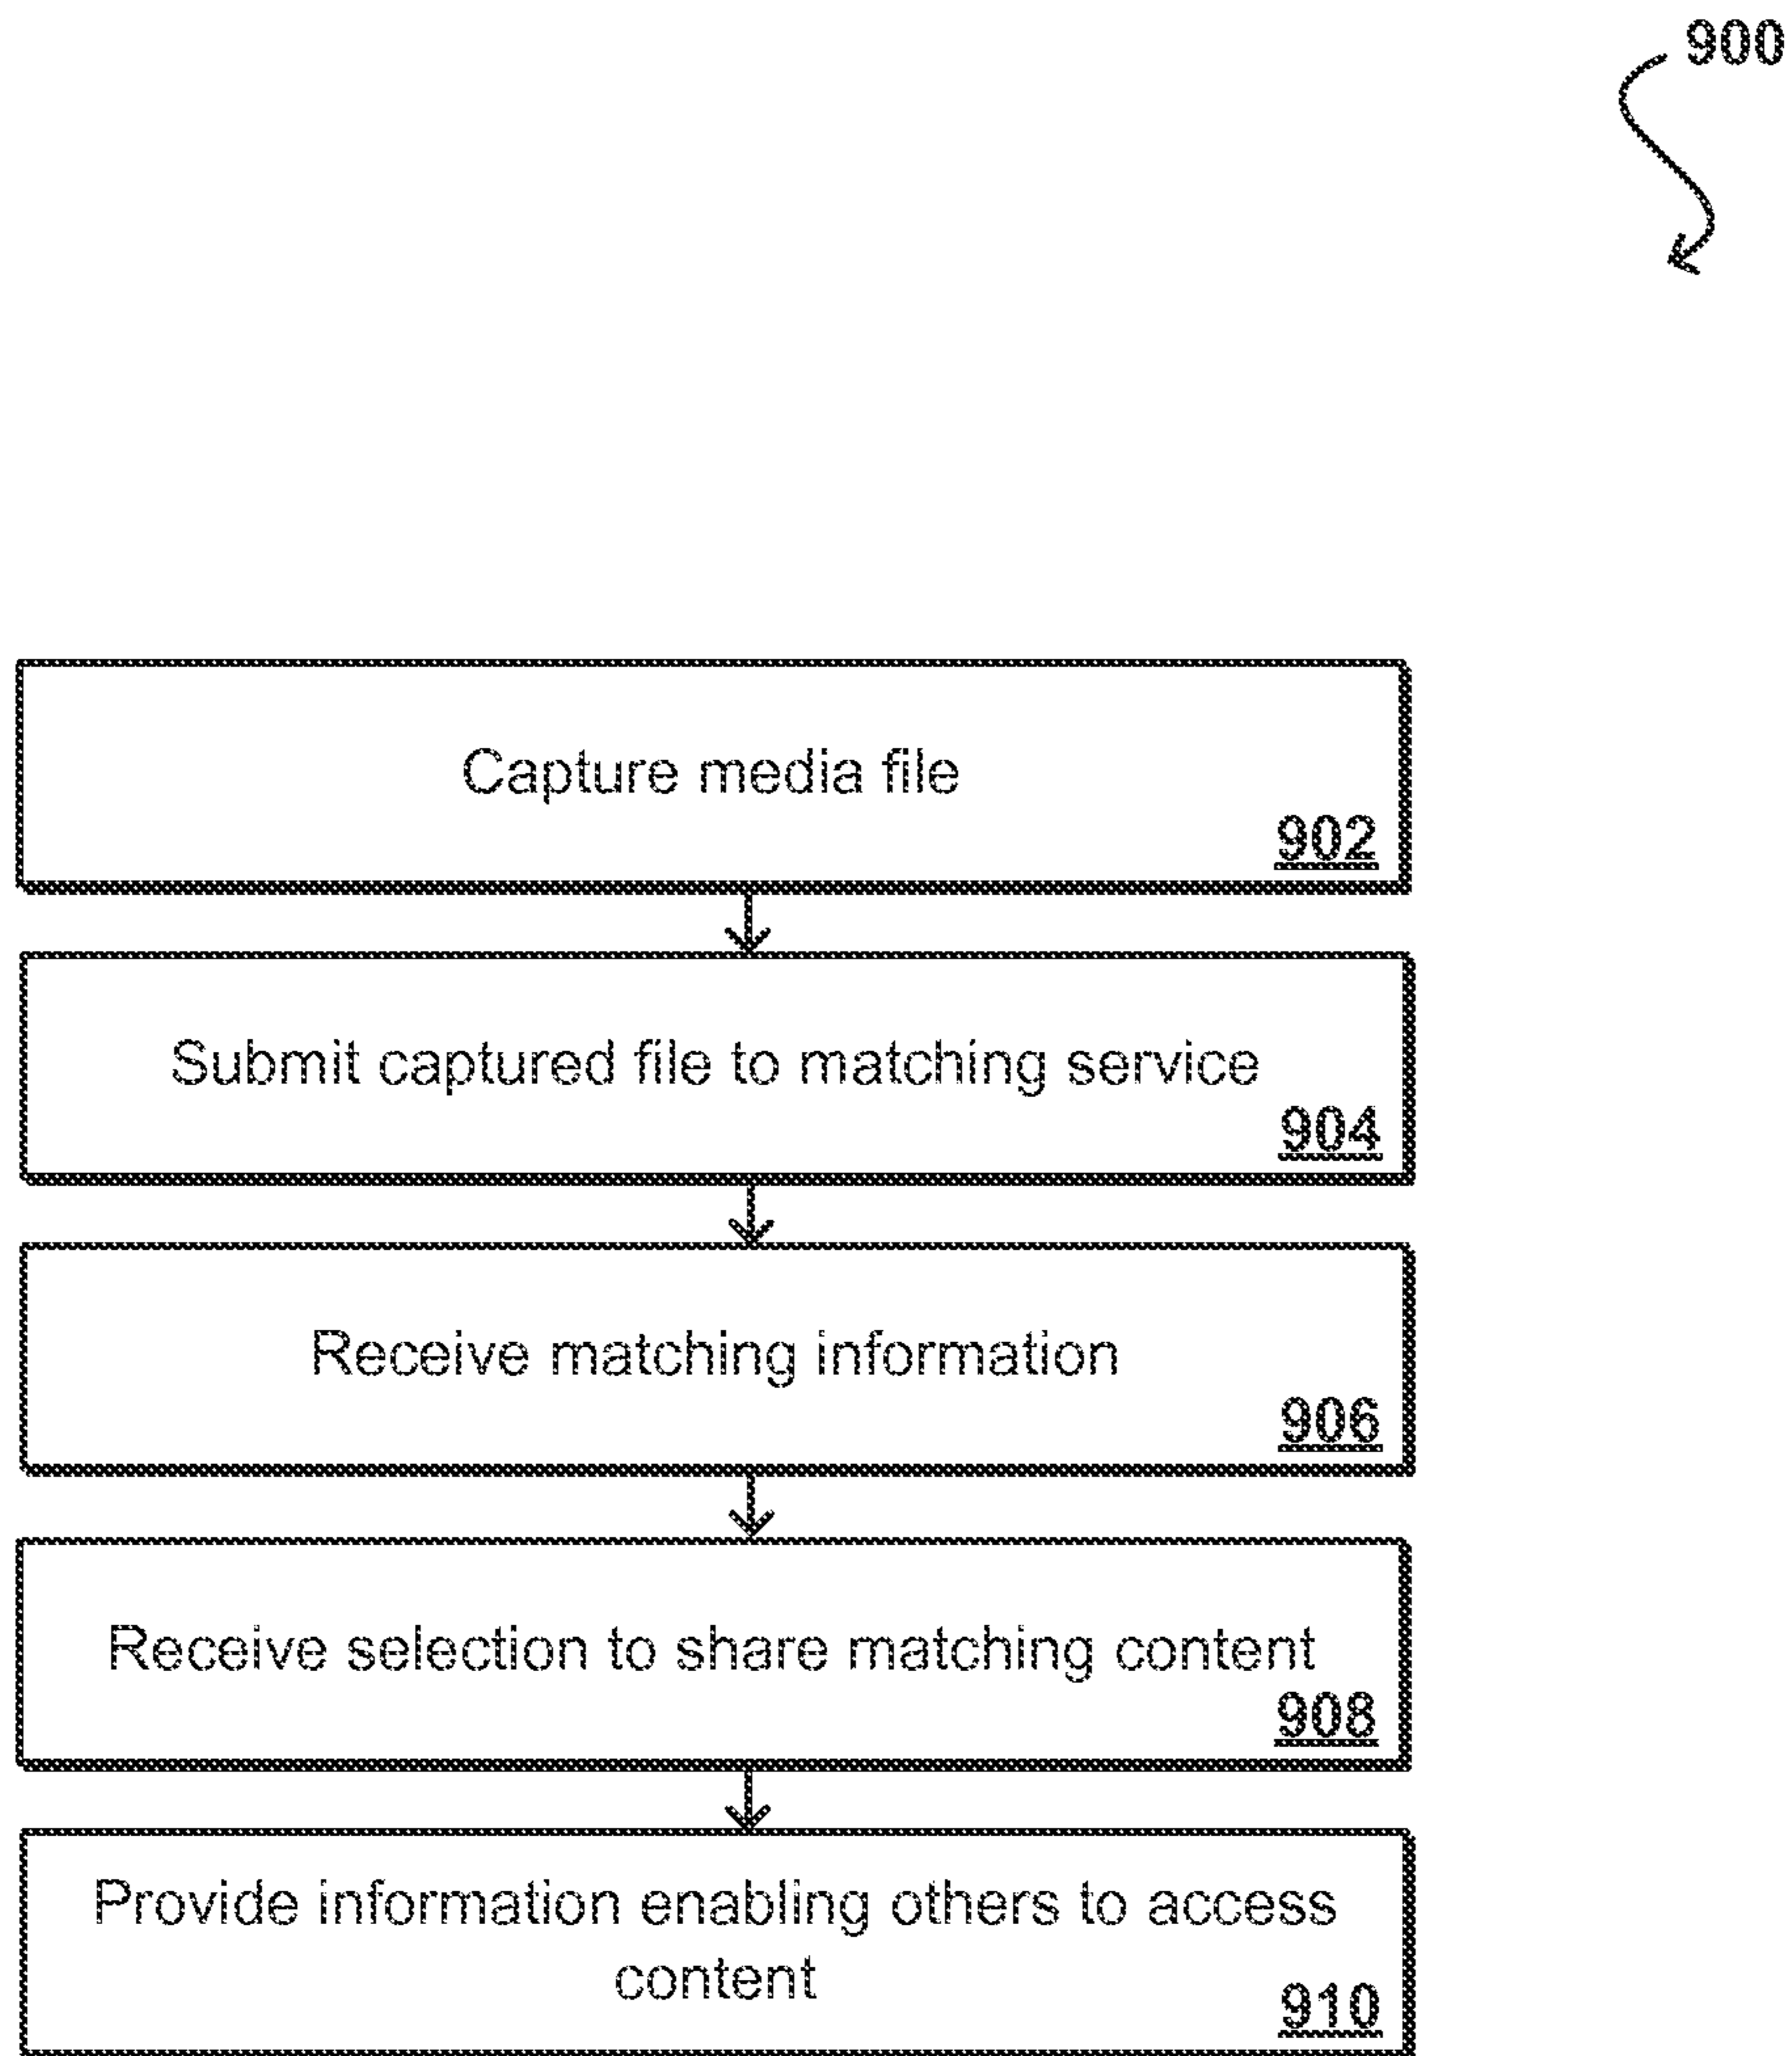 900
Capture media file
902
Submit captured file to matching service
904
Receive matching information
906
Receive selection to share matching content
908
Provide information enabling others to access
content
910